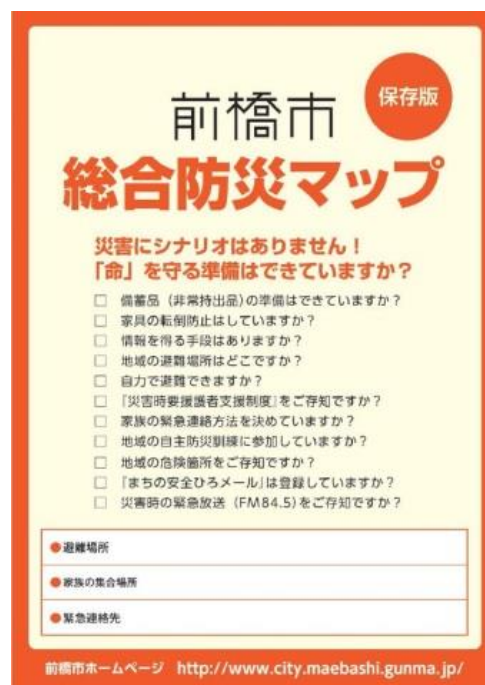 前橋市
保存版
総合防災マップ
災害にシナリオはありません！
「命」を守る準備はできていますか？
□ 備蓄品（非常持出品）の準備はできていますか？
□ 家具の転倒防止はしていますか？
□ 情報を得る手段はありますか？
□ 地域の避難場所はどこですか？
□ 自力で避難できますか？
□ 『災害時要援護者支援制度』をご存知ですか？
□ 家族の緊急連絡方法を決めていますか？
□ 地域の自主防災訓練に参加していますか？
□ 地域の危険箇所をご存知ですか？
□ 『まちの安全ひろメール』は登録していますか？
□ 災害時の緊急放送（FM84.5）をご存知ですか？
●避難場所
●家族の集合場所
●緊急連絡先
前橋市ホームページ http://www.city.maebashi.gunma.jp/